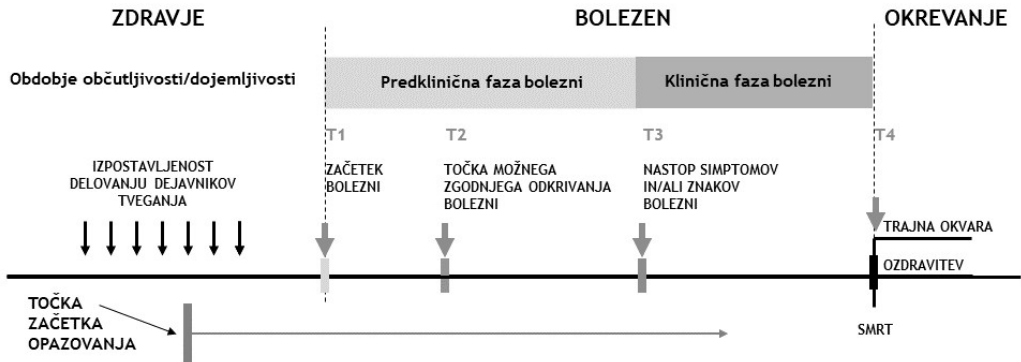 ZDRAVJE
BOLEZEN
OKREVANJE
Obdobje občutljivosti/dojemljivosti
Predklinična faza bolezni
Klinična faza bolezni
T1
T2
T3
T4
IZPOSTAVLJENOST
DELOVANJU DEJAVNIKOV
TVEGANJA
ZAČETEK
BOLEZNI
TOČKA MOŽNEGA
ZGODNJEGA ODKRIVANJA
BOLEZNI
NASTOP SIMPTOMOV
IN/ALI ZNAKOV
BOLEZNI
TRAJNA OKVARA
OZDRAVITEV
SMRT
TOČKA
ZAČETKA
OPAZOVANJA